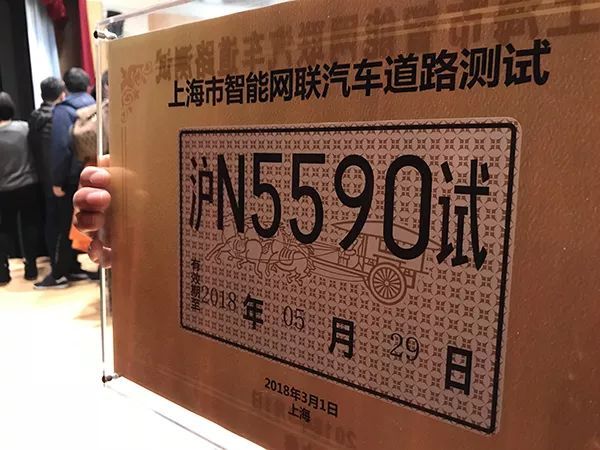 上海市智能网联汽车道路测试
沪N5590试
有效期至2018年05月29日
2018年3月1日
上海